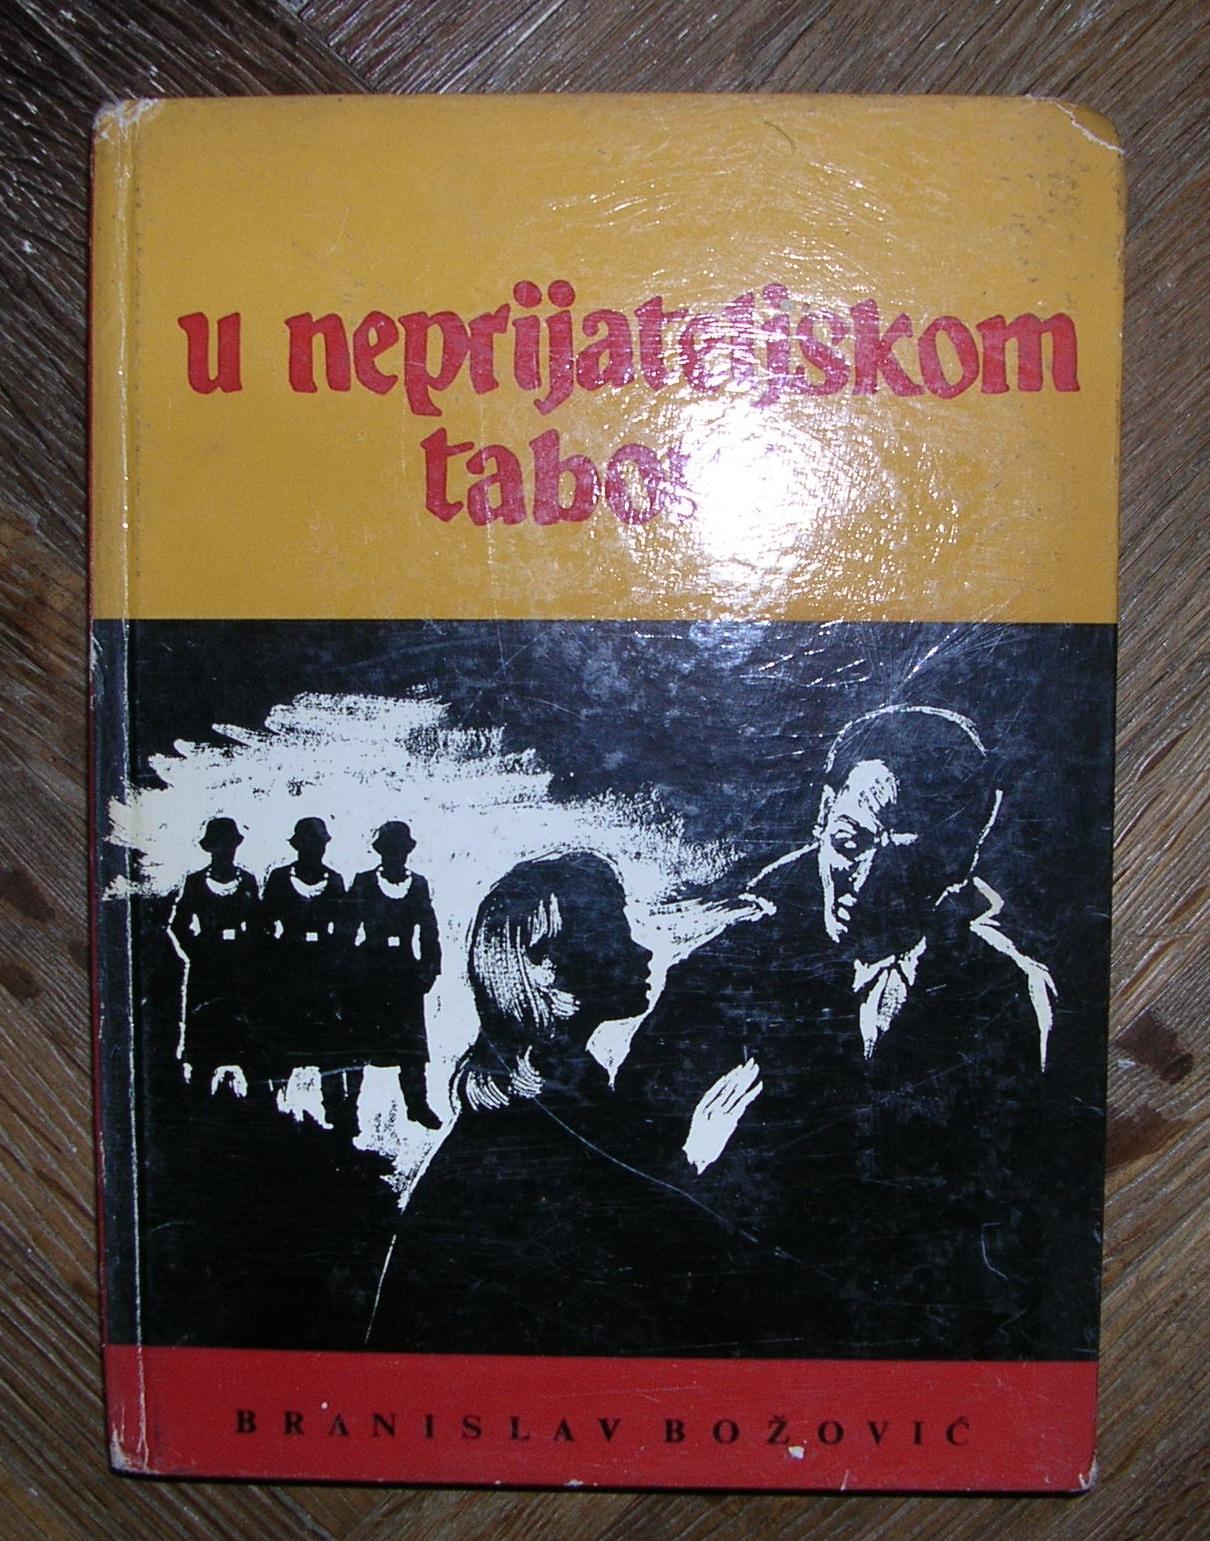 u neprijateljskom
BRANISLAV BOŽOVIĆ